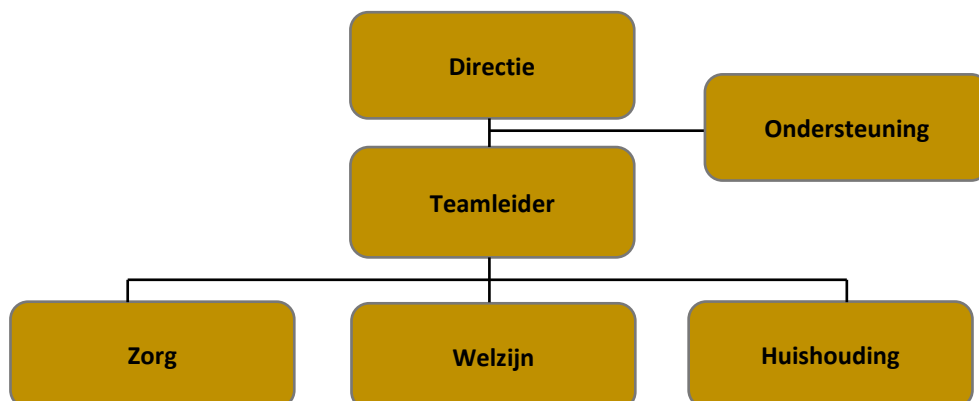 Directie
Ondersteuning
Teamleider
Zorg
Welzijn
Huishouding